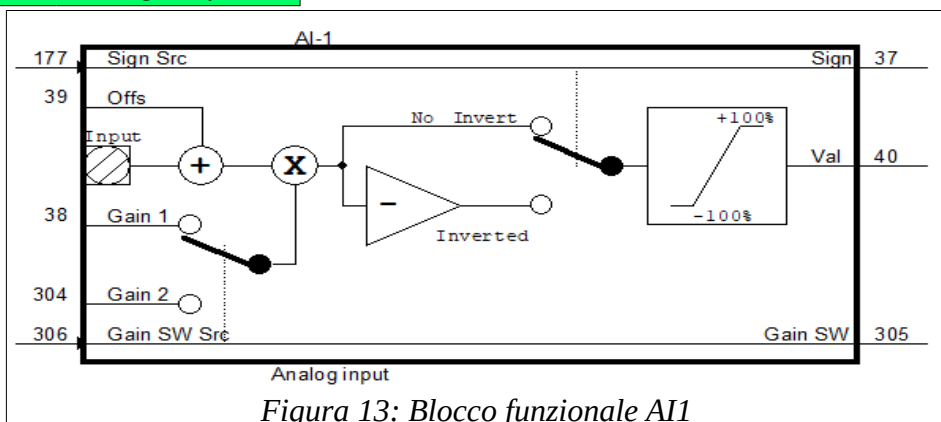 AI-1
177 Sign Src Sign 37
39 Offs
No Invert +100%
Input
+ X Val 40
-
38 Gain 1 -100%
Inverted
304 Gain 2
306 Gain SW Src Gain SW 305
Analog input
Figura 13: Blocco funzionale AI1